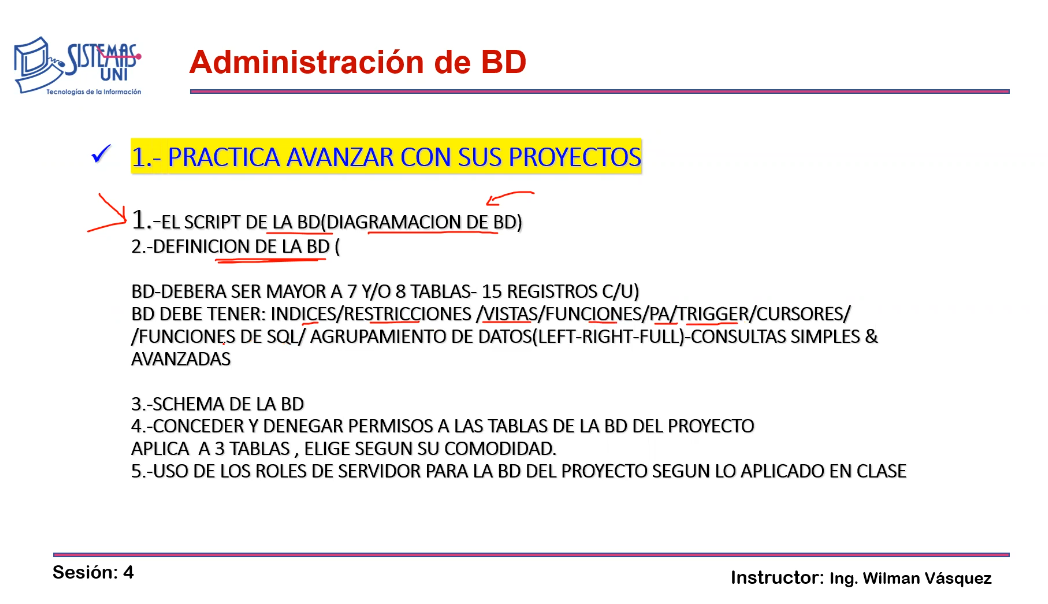 SISTEMAS
UNI
Tecnologías de la Información
Administración de BD
✓ 1.- PRACTICA AVANZAR CON SUS PROYECTOS
1.-EL SCRIPT DE LA BD(DIAGRAMACION DE BD)
2.-DEFINICION DE LA BD (
BD-DEBERA SER MAYOR A 7 Y/O 8 TABLAS- 15 REGISTROS C/U)
BD DEBE TENER: INDICES/RESTRICCIONES /VISTAS/FUNCIONES/PA/TRIGGER/CURSORES/
/FUNCIONES DE SQL/ AGRUPAMIENTO DE DATOS(LEFT-RIGHT-FULL)-CONSULTAS SIMPLES &
AVANZADAS
3.-SCHEMA DE LA BD
4.-CONCEDER Y DENEGAR PERMISOS A LAS TABLAS DE LA BD DEL PROYECTO
APLICA  A 3 TABLAS , ELIGE SEGUN SU COMODIDAD.
5.-USO DE LOS ROLES DE SERVIDOR PARA LA BD DEL PROYECTO SEGUN LO APLICADO EN CLASE
Sesión: 4
Instructor: Ing. Wilman Vásquez